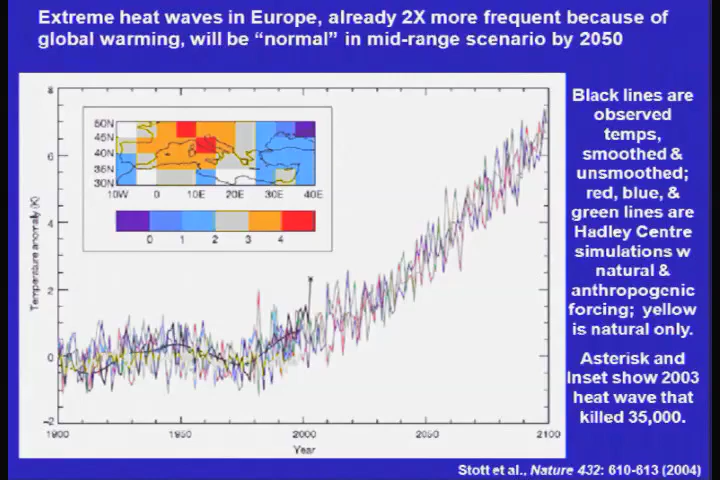 Extreme heat waves in Europe, already 2X more frequent because of
global warming, will be “normal” in mid-range scenario by 2050
8
6
4
2
0
−2
Temperature anomaly (K)
50N
45N
40N
35N
30N
10W 0 10E 20E 30E 40E
0 1 2 3 4
1900 1950 2000 2050 2100
Year
Black lines are
observed
temps,
smoothed &
unsmoothed;
red, blue, &
green lines are
Hadley Centre
simulations w
natural &
anthropogenic
forcing; yellow
is natural only.
Asterisk and
inset show 2003
heat wave that
killed 35,000.
Stott et al., Nature 432: 610-613 (2004)